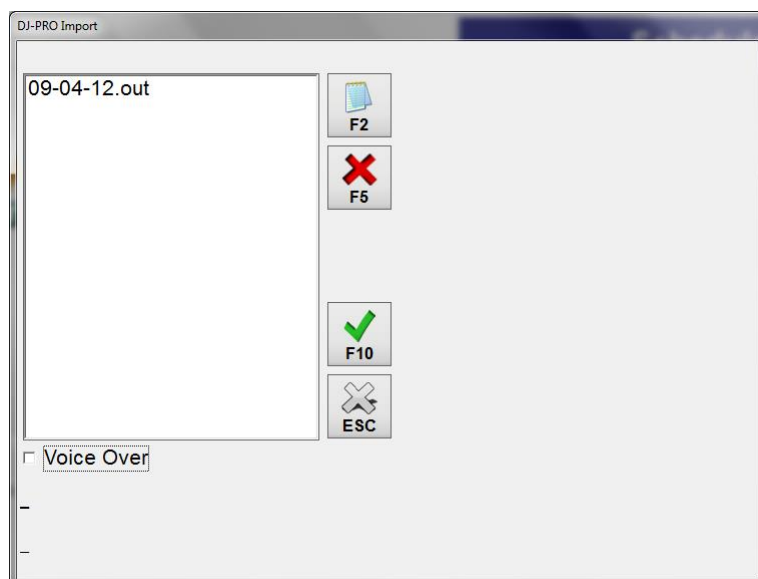 DJ-PRO Import
09-04-12.out
F2
F5
F10
ESC
Voice Over